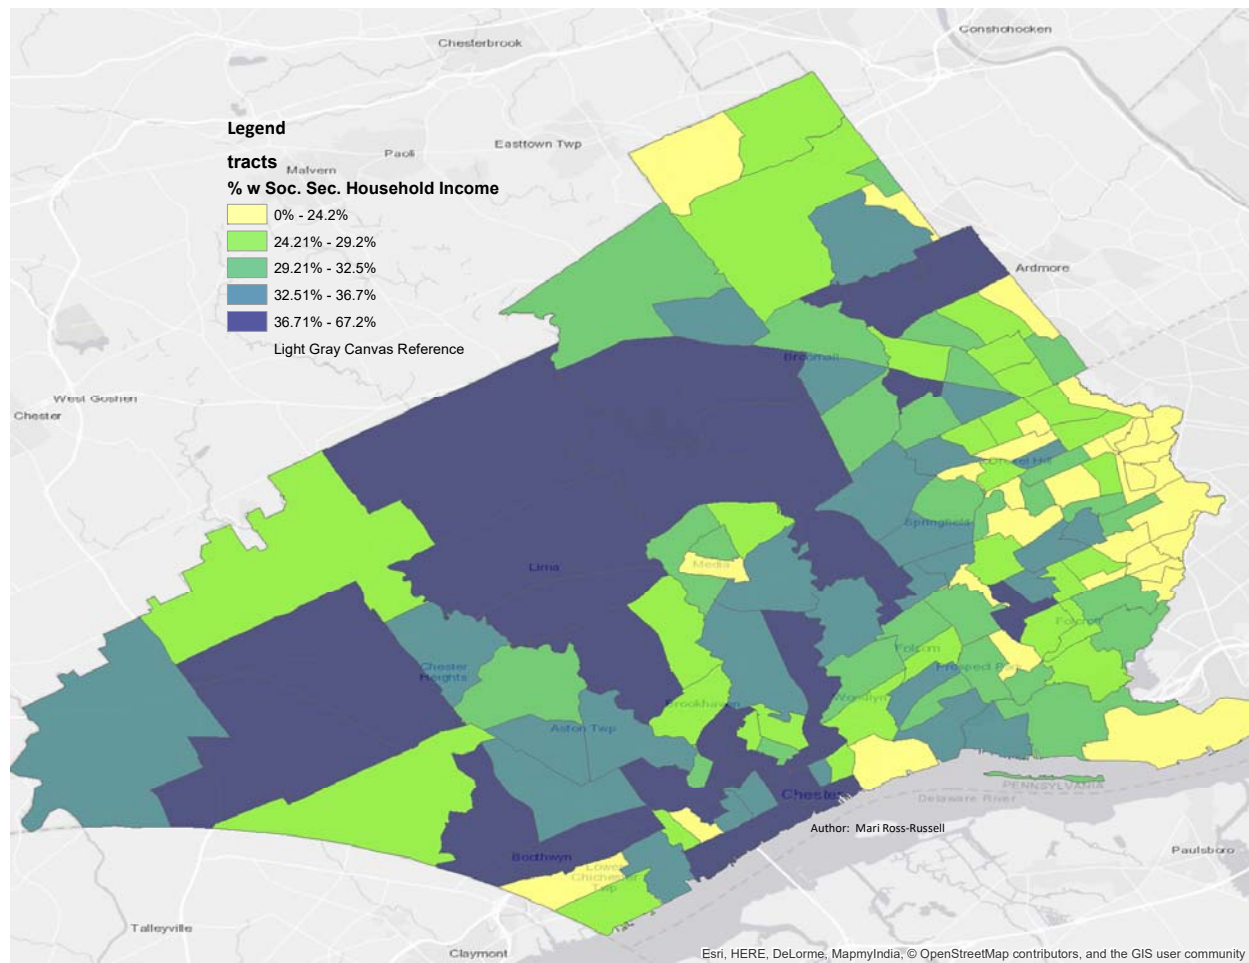 Conshohocken
Chesterbrook
Legend
Easttown Twp
Paoli
tracts
Malvern
% w Soc. Sec. Household Income
0% - 24.2%
24.21% - 29.2%
29.21% - 32.5%
32.51% - 36.7%
36.71% - 67.2%
Light Gray Canvas Reference
Ardmore
Broomall
West Goshen
Chester
Drexel Hill
Springfield
Lima
Media
Folcroft
Folsom
Chester
Heights
Prospect Park
Woodlyn
Brookhaven
Aston Twp
PENNSYLVANIA
Chester
Delaware River
Author: Mari Ross-Russell
Paulsboro
Boothwyn
Lower
Chichester
Twp
Talleyville
Claymont
Esri, HERE, DeLorme, MapmyIndia, © OpenStreetMap contributors, and the GIS user community